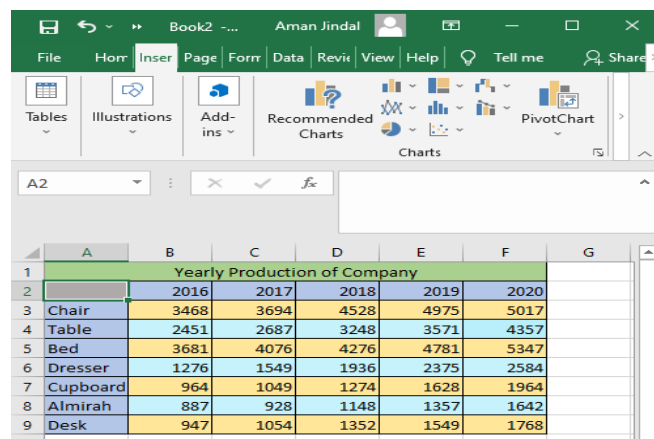 Book2 -... Aman Jindal
File Hom Inser Page Form Data Revie View Help Tell me Share
Tables Illustrations Add-ins Recommended Charts PivotChart
Charts
A2 fx
A B C D E F G
1 Yearly Production of Company
2 2016 2017 2018 2019 2020
3 Chair 3468 3694 4528 4975 5017
4 Table 2451 2687 3248 3571 4357
5 Bed 3681 4076 4276 4781 5347
6 Dresser 1276 1549 1936 2375 2584
7 Cupboard 964 1049 1274 1628 1964
8 Almirah 887 928 1148 1357 1642
9 Desk 947 1054 1352 1549 1768